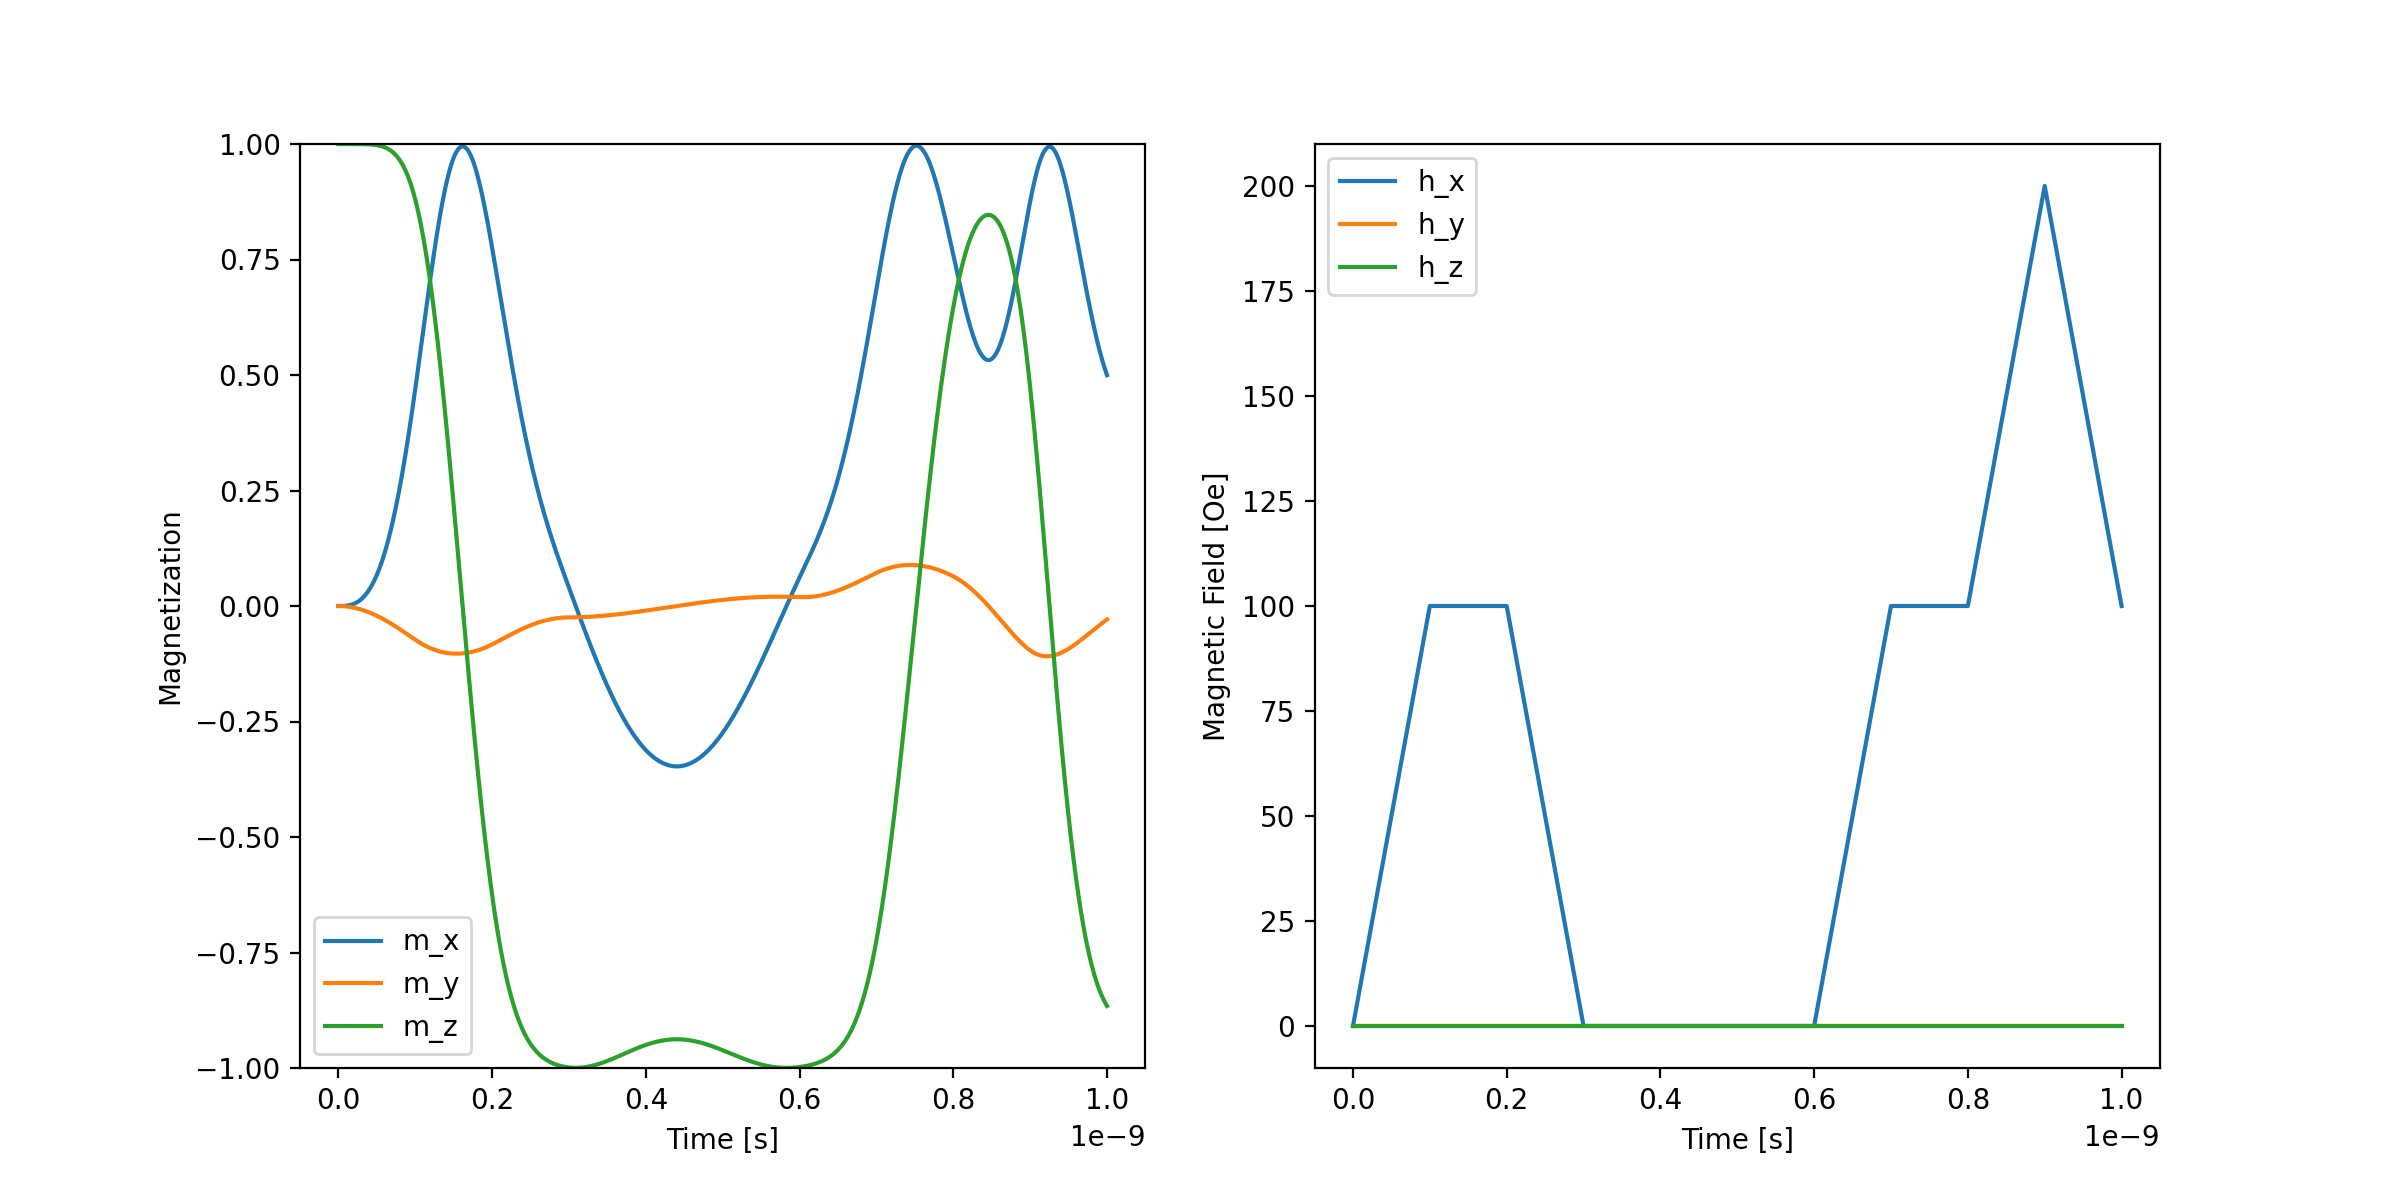 Magnetization
1.00
0.75
0.50
0.25
0.00
−0.25
−0.50
−0.75
−1.00
m_x
m_y
m_z
0.0 0.2 0.4 0.6 0.8 1.0
Time [s]
1e−9
Magnetic Field [Oe]
200
175
150
125
100
75
50
25
0
h_x
h_y
h_z
0.0 0.2 0.4 0.6 0.8 1.0
Time [s]
1e−9